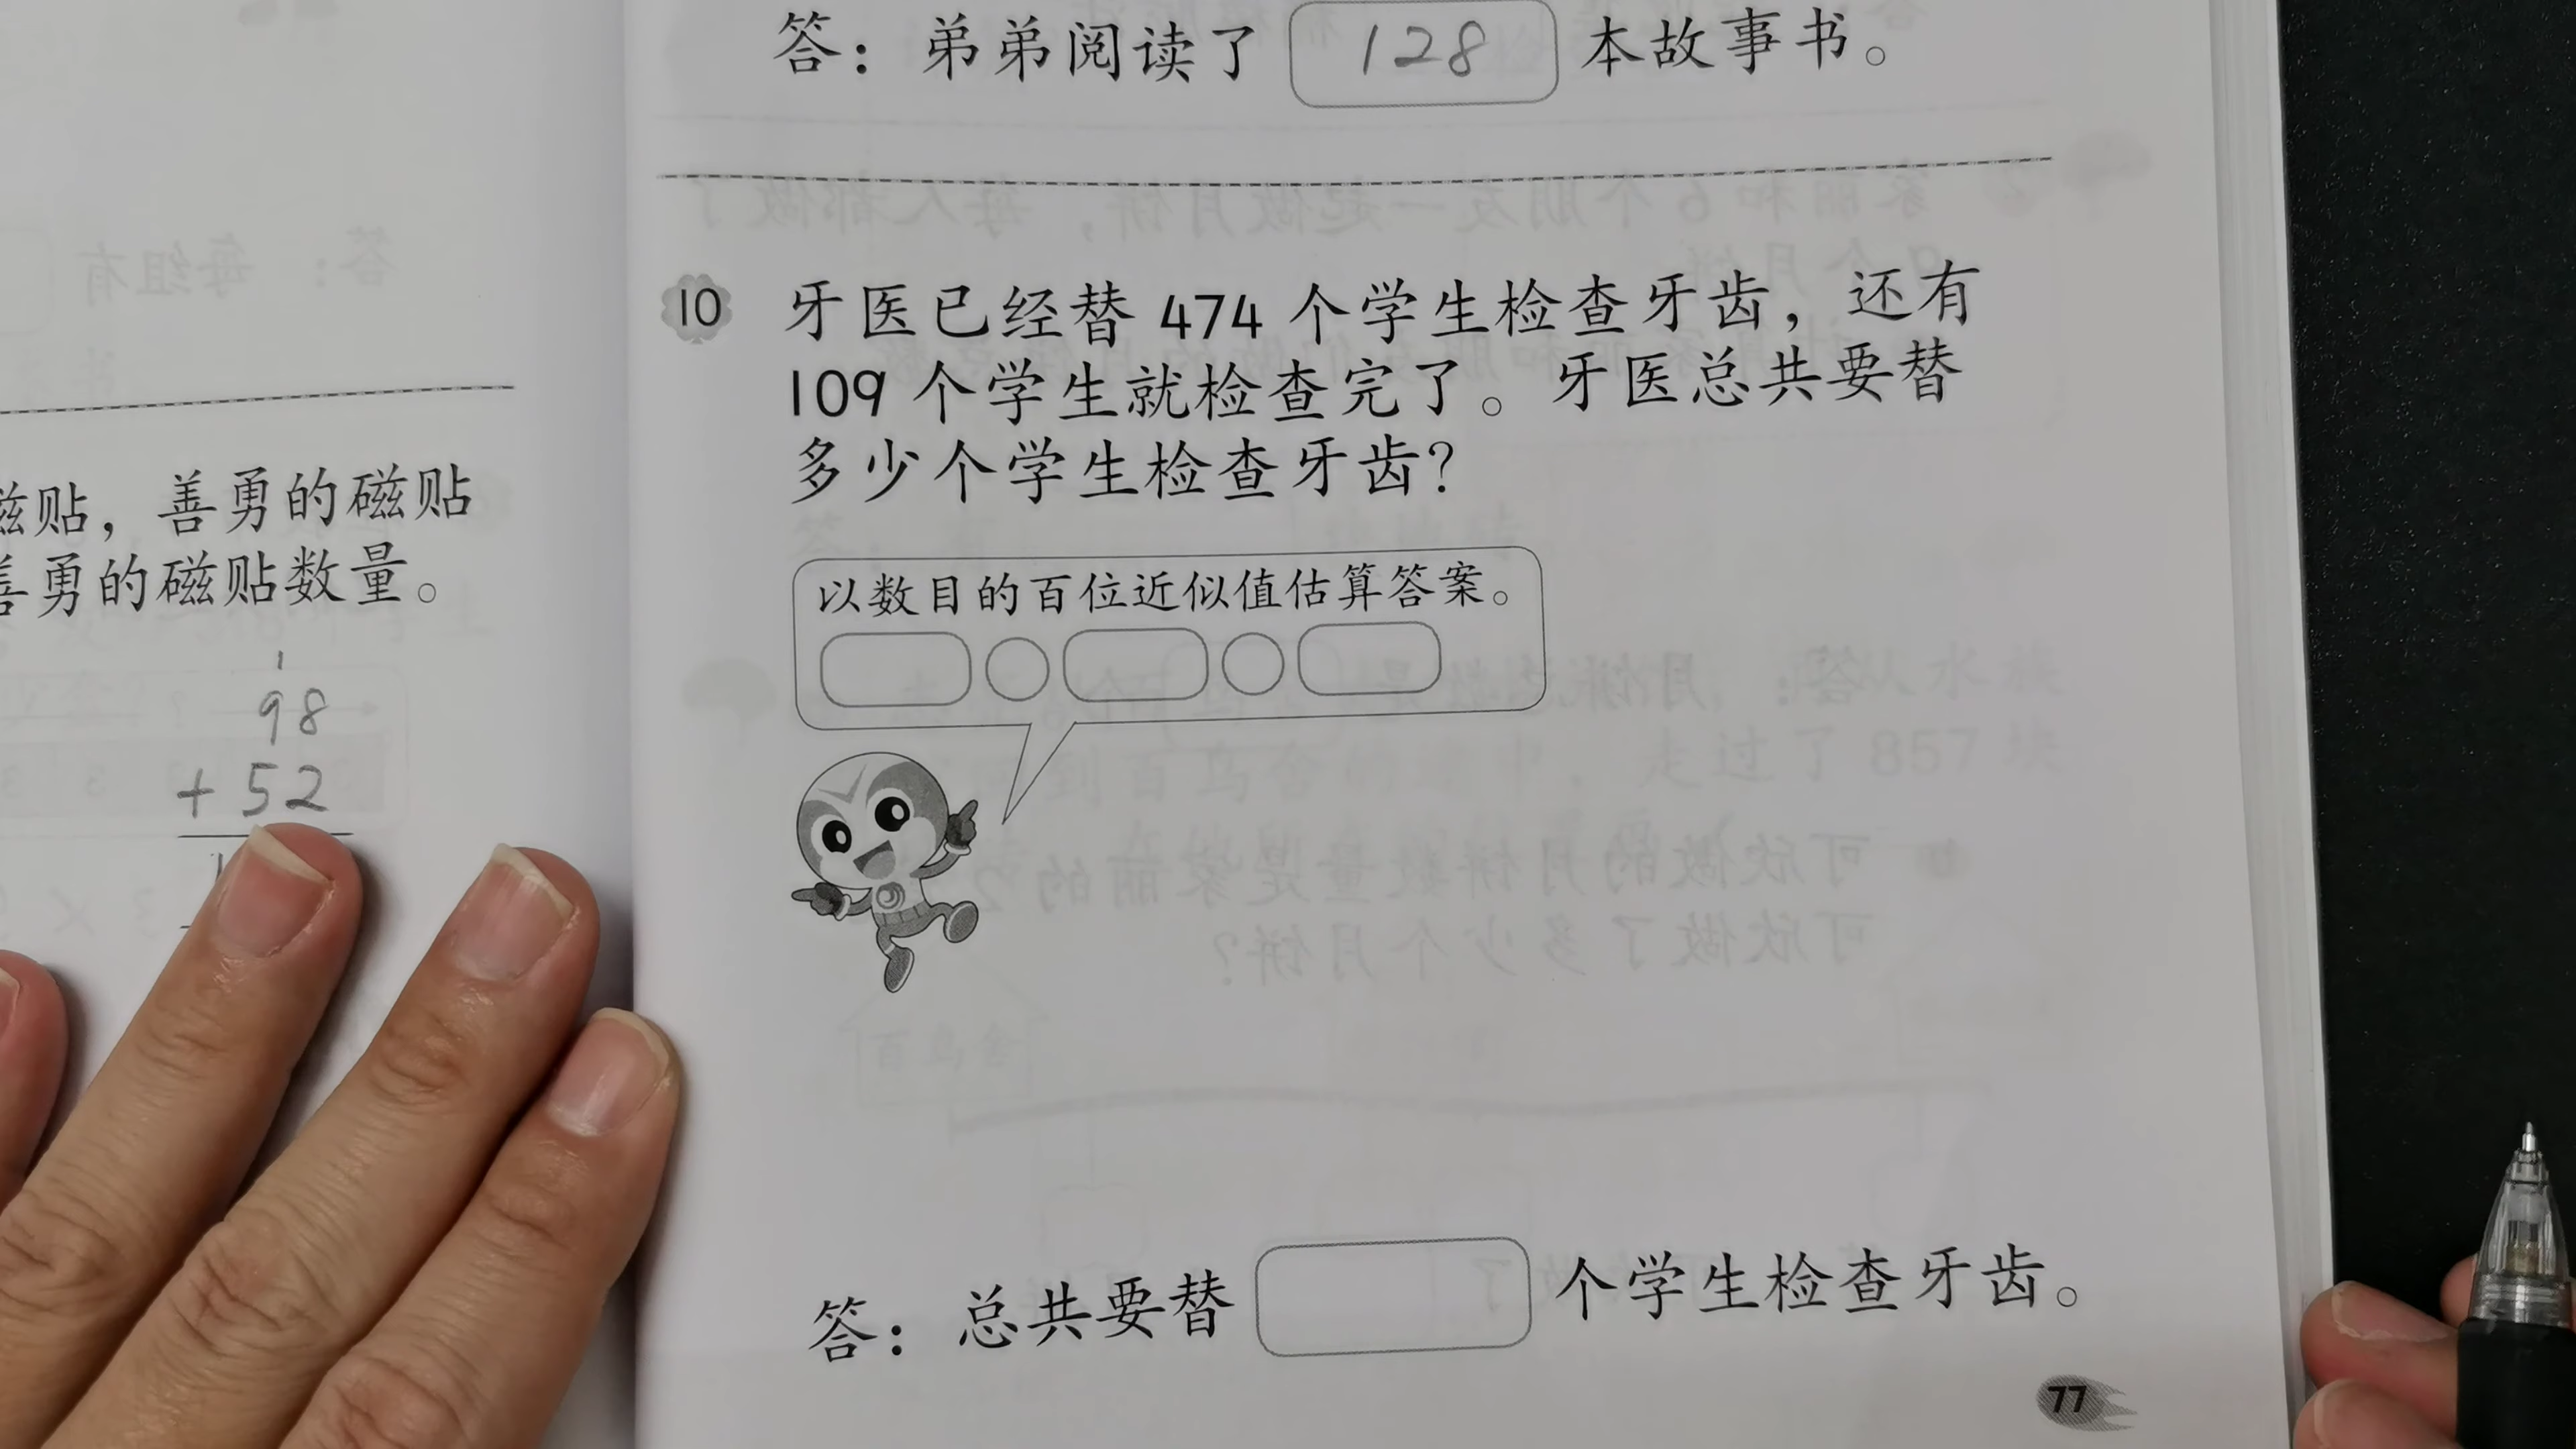 答：弟弟阅读了 128 本故事书。
磁贴，善勇的磁贴
善勇的磁贴数量。
1
98
+ 52
10 牙医已经替 474 个学生检查牙齿，还有
109 个学生就检查完了。牙医总共要替
多少个学生检查牙齿？
以数目的百位近似值估算答案。
答：总共要替 个学生检查牙齿。
77